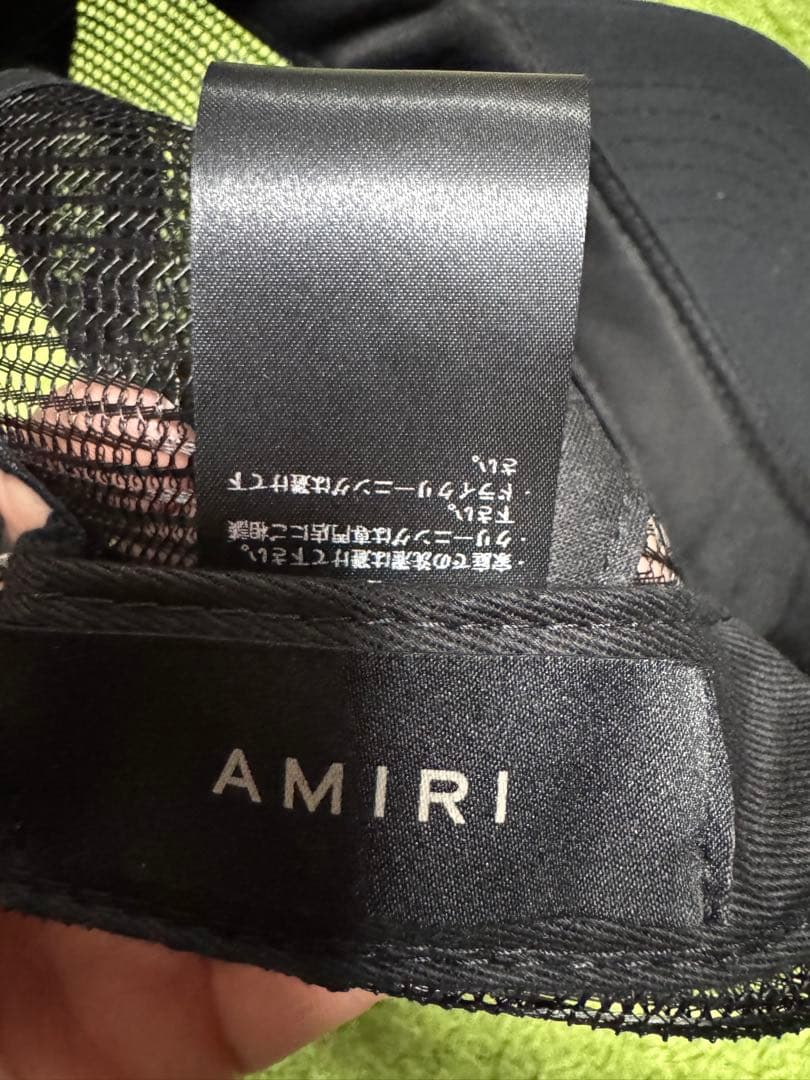 ・家庭での洗濯は避けて下さい。
・クリーニングは専門店にご相談
下さい。
・ドライクリーニングは避けて下
さい。
AMIRI